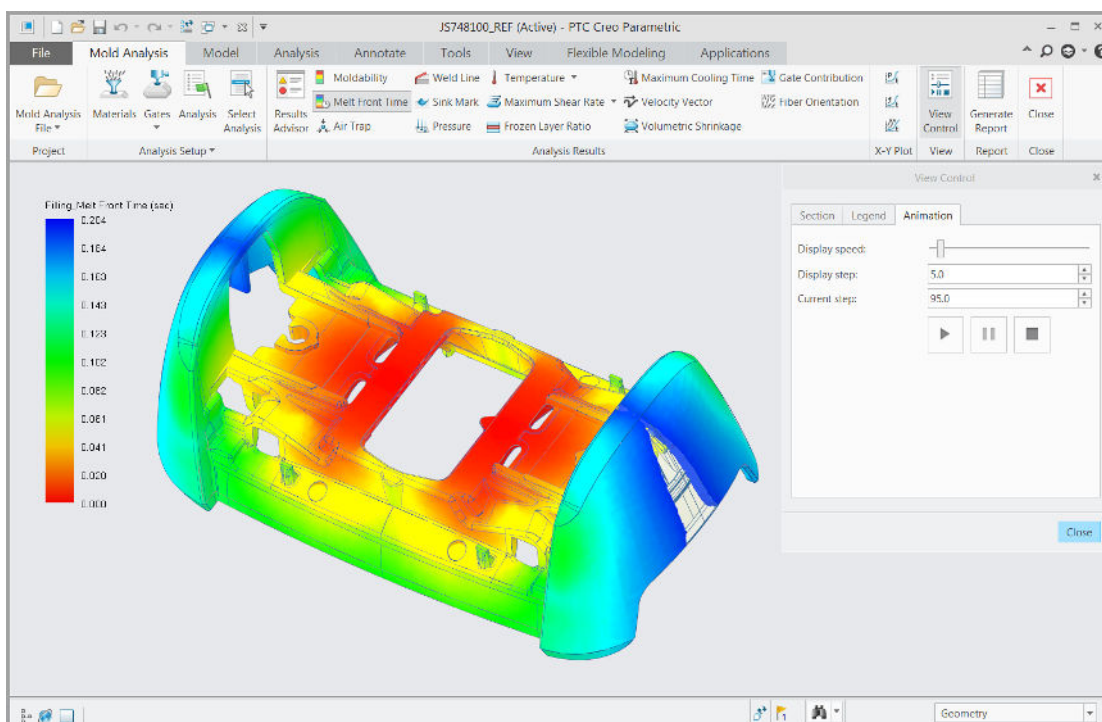 JS748100_REF (Active) - PTC Creo Parametric
File Mold Analysis Model Analysis Annotate Tools View Flexible Modeling Applications
Moldability Weld Line Temperature Maximum Cooling Time Gate Contribution
Melt Front Time Sink Mark Maximum Shear Rate Velocity Vector Fiber Orientation
Air Trap Pressure Frozen Layer Ratio Volumetric Shrinkage
Mold Analysis Materials Gates Analysis Select Results View Generate Close
File Analysis Advisor Control Report
Project Analysis Setup Analysis Results X-Y Plot View Report Close
View Control
Filling_Melt Front Time (sec)
0.204
0.184
0.163
0.143
0.123
0.102
0.082
0.061
0.041
0.020
0.000
Section Legend Animation
Display speed:
Display step: 5.0
Current step: 95.0
Close
Geometry